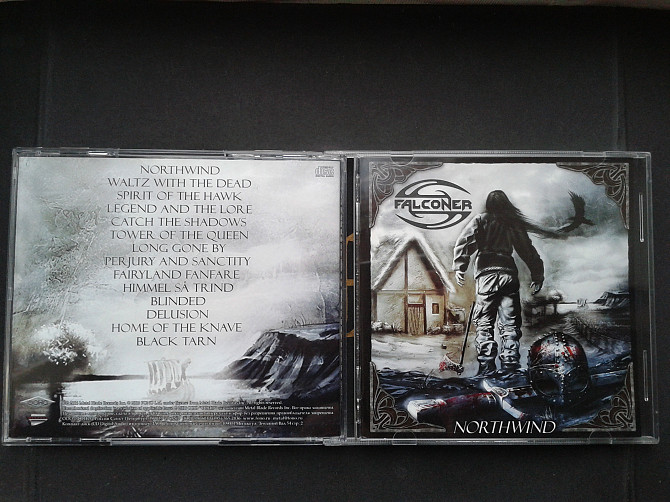 NORTHWIND
WALTZ WITH THE DEAD
SPIRIT OF THE HAWK
LEGEND AND THE LORE
CATCH THE SHADOWS
TOWER OF THE QUEEN
LONG GONE BY
PERJURY AND SANCTITY
FAIRYLAND FANFARE
HIMMEL SÅ TRIND
BLINDED
DELUSION
HOME OF THE KNAVE
BLACK TARN
FALCONER
NORTHWIND